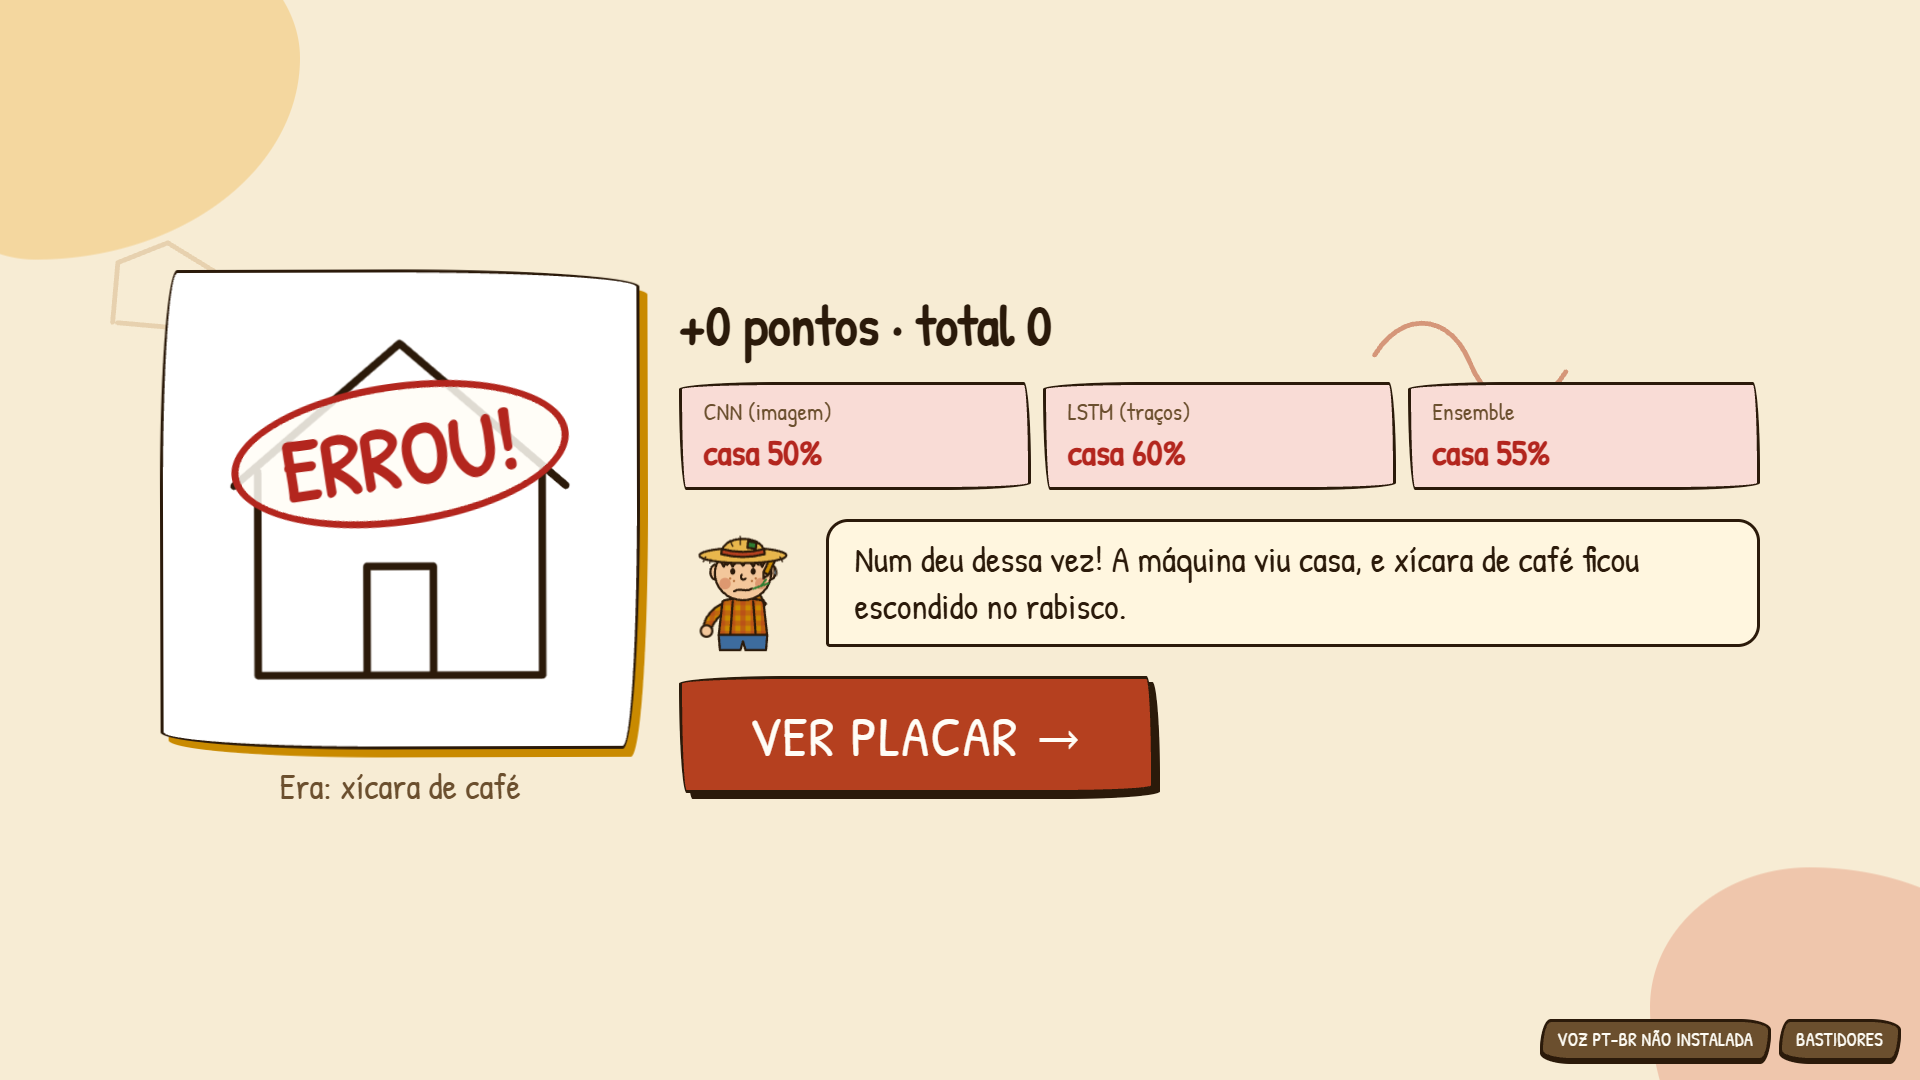 ERROU!
Era: xícara de café
+0 pontos · total 0
CNN (imagem)
casa 50%
LSTM (traços)
casa 60%
Ensemble
casa 55%
Num deu dessa vez! A máquina viu casa, e xícara de café ficou
escondido no rabisco.
VER PLACAR →
VOZ PT-BR NÃO INSTALADA
BASTIDORES